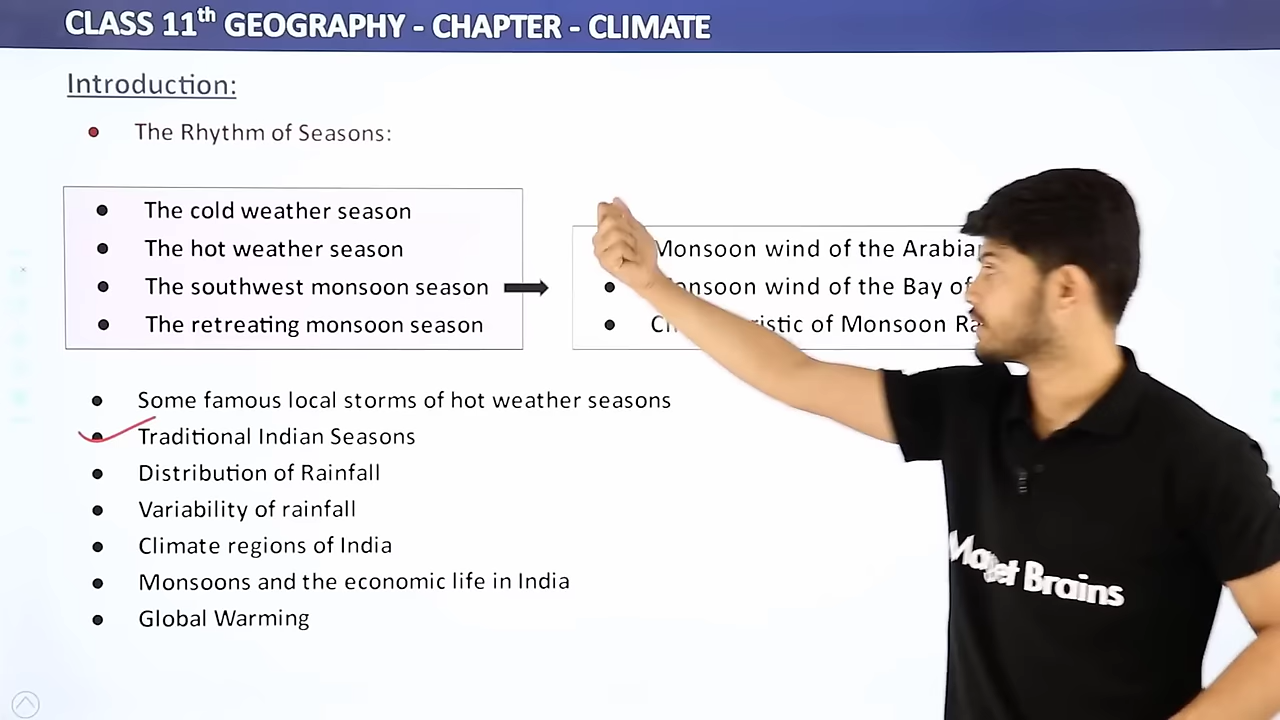 CLASS 11th GEOGRAPHY - CHAPTER - CLIMATE
Introduction:
• The Rhythm of Seasons:
• The cold weather season
• The hot weather season
• The southwest monsoon season
• The retreating monsoon season
Monsoon wind of the
• wind of the Bay of
• of Monsoon
• Some famous local storms of hot weather seasons
• Traditional Indian Seasons
• Distribution of Rainfall
• Variability of rainfall
• Climate regions of India
• Monsoons and the economic life in India
• Global Warming
Brains